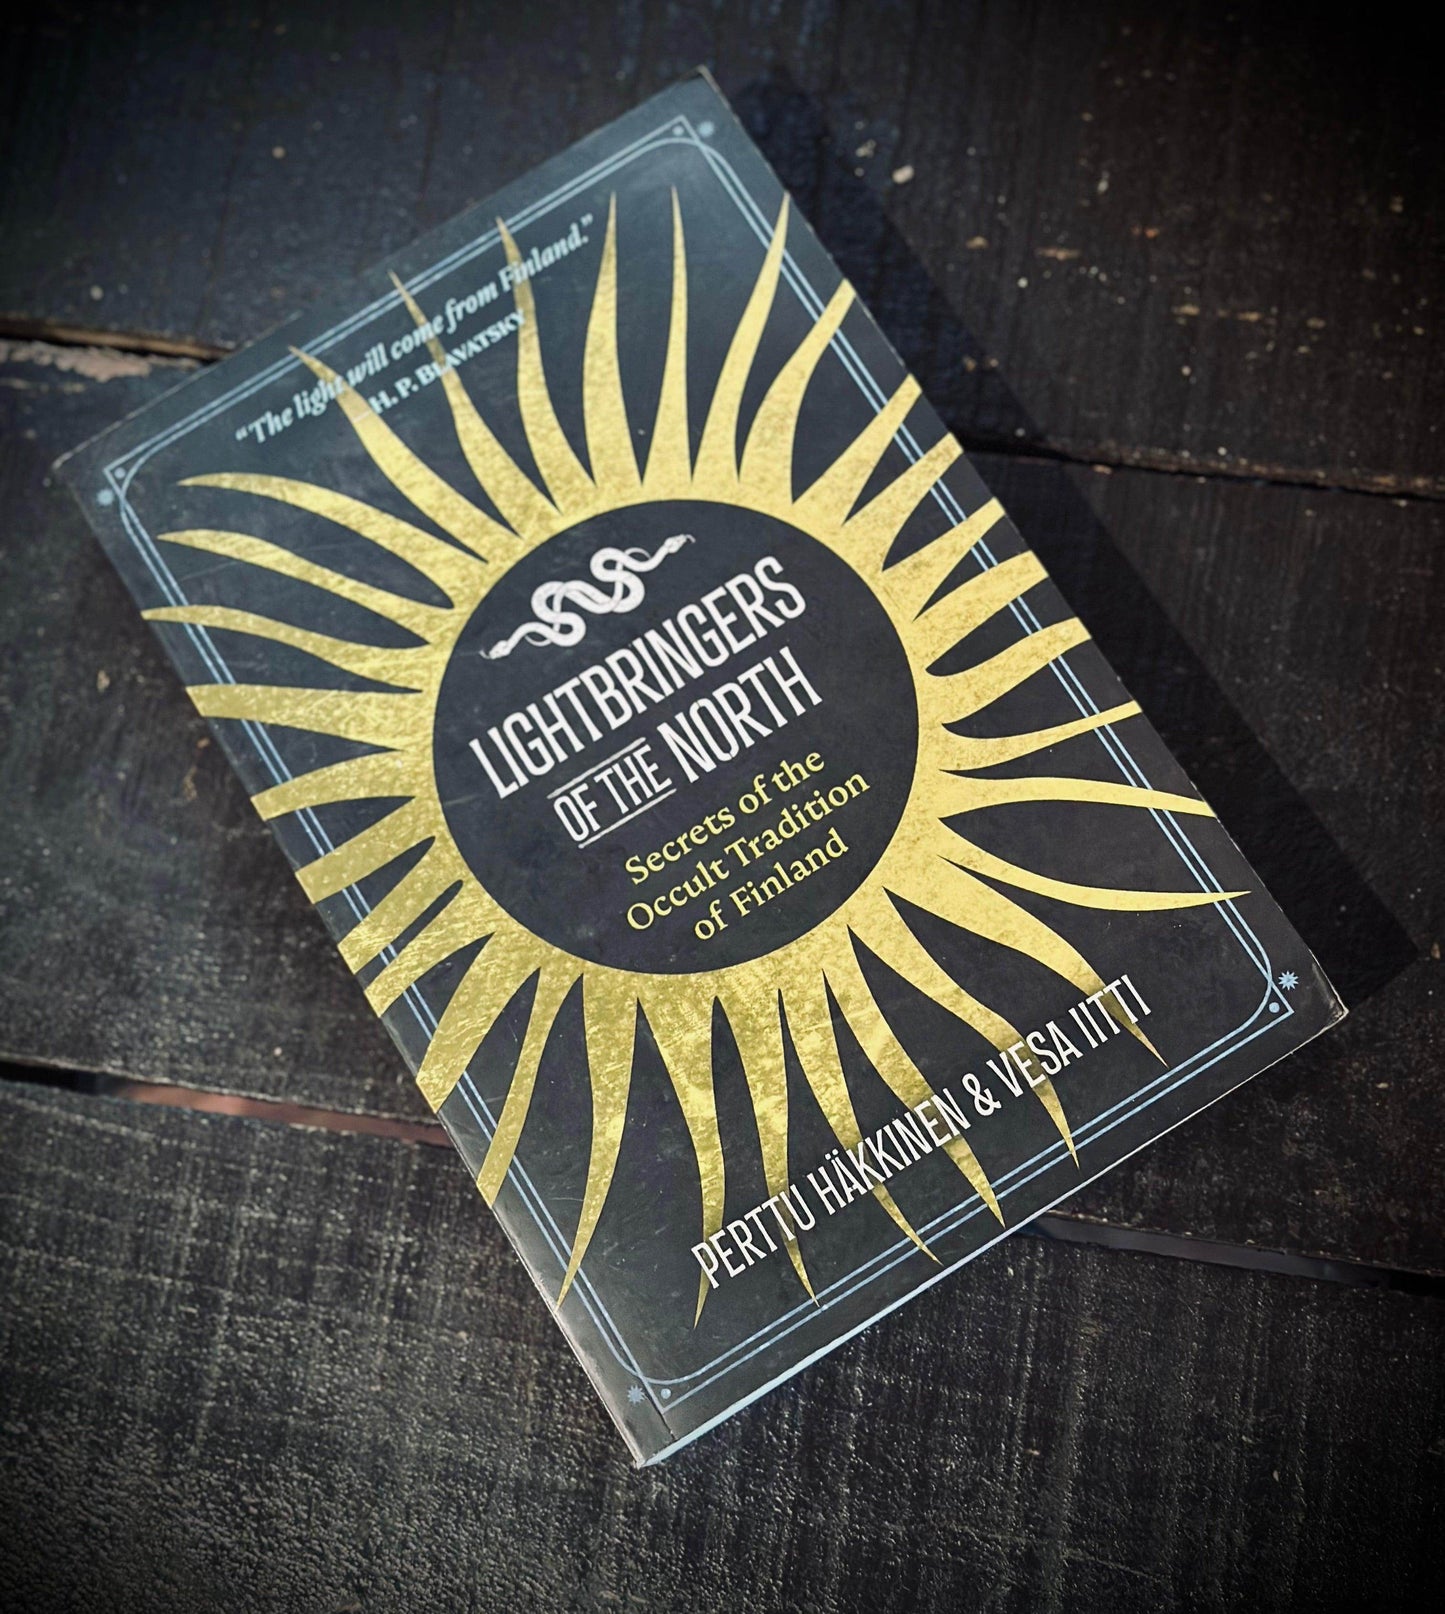 “The light will come from Finland.”
H. P. BLAVATSKY
LIGHTBRINGERS
OF THE NORTH
Secrets of the
Occult Tradition
of Finland
PERTTU HÄKKINEN & VESA IITTI